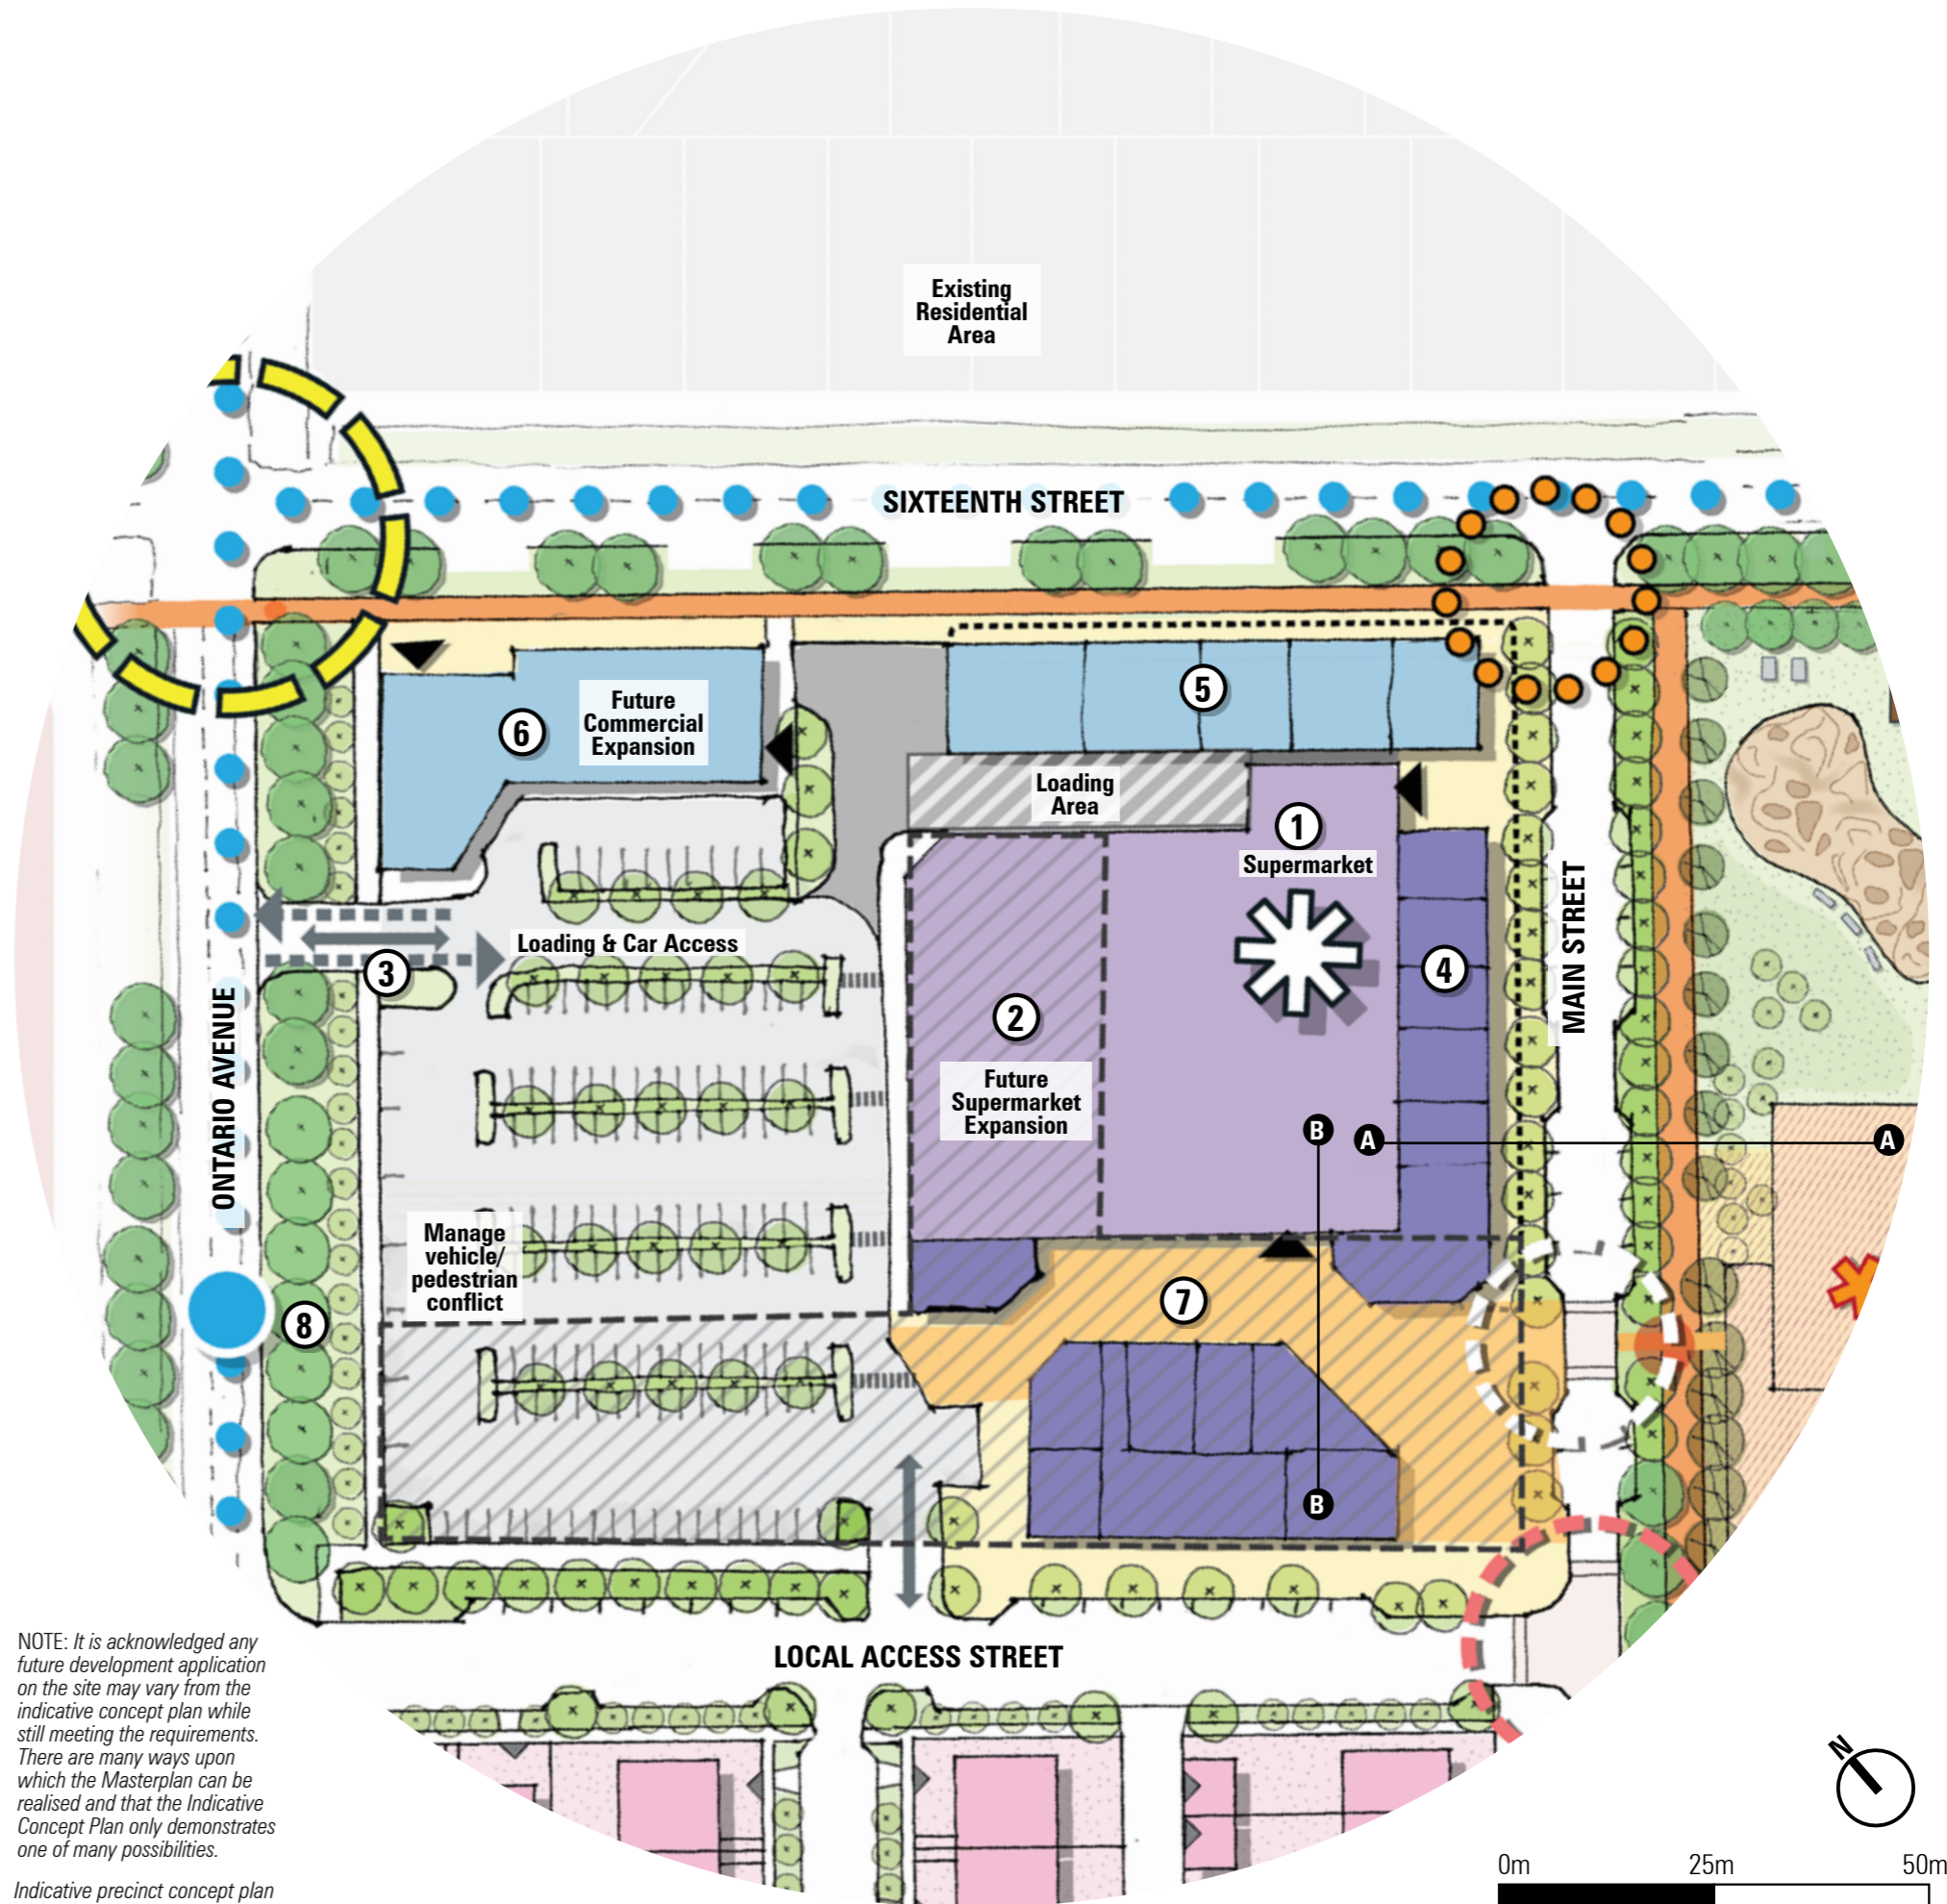 Existing
Residential
Area
SIXTEENTH STREET
5
Future
Commercial
Expansion
6
Loading
Area
1
Supermarket
Loading & Car Access
3
4
MAIN STREET
2
ONTARIO AVENUE
Future
Supermarket
Expansion
B
A
A
Manage
vehicle/
pedestrian
conflict
7
8
B
LOCAL ACCESS STREET
NOTE: It is acknowledged any
future development application
on the site may vary from the
indicative concept plan while
still meeting the requirements.
There are many ways upon
which the Masterplan can be
realised and that the Indicative
Concept Plan only demonstrates
one of many possibilities.
Indicative precinct concept plan
N
0m 25m 50m